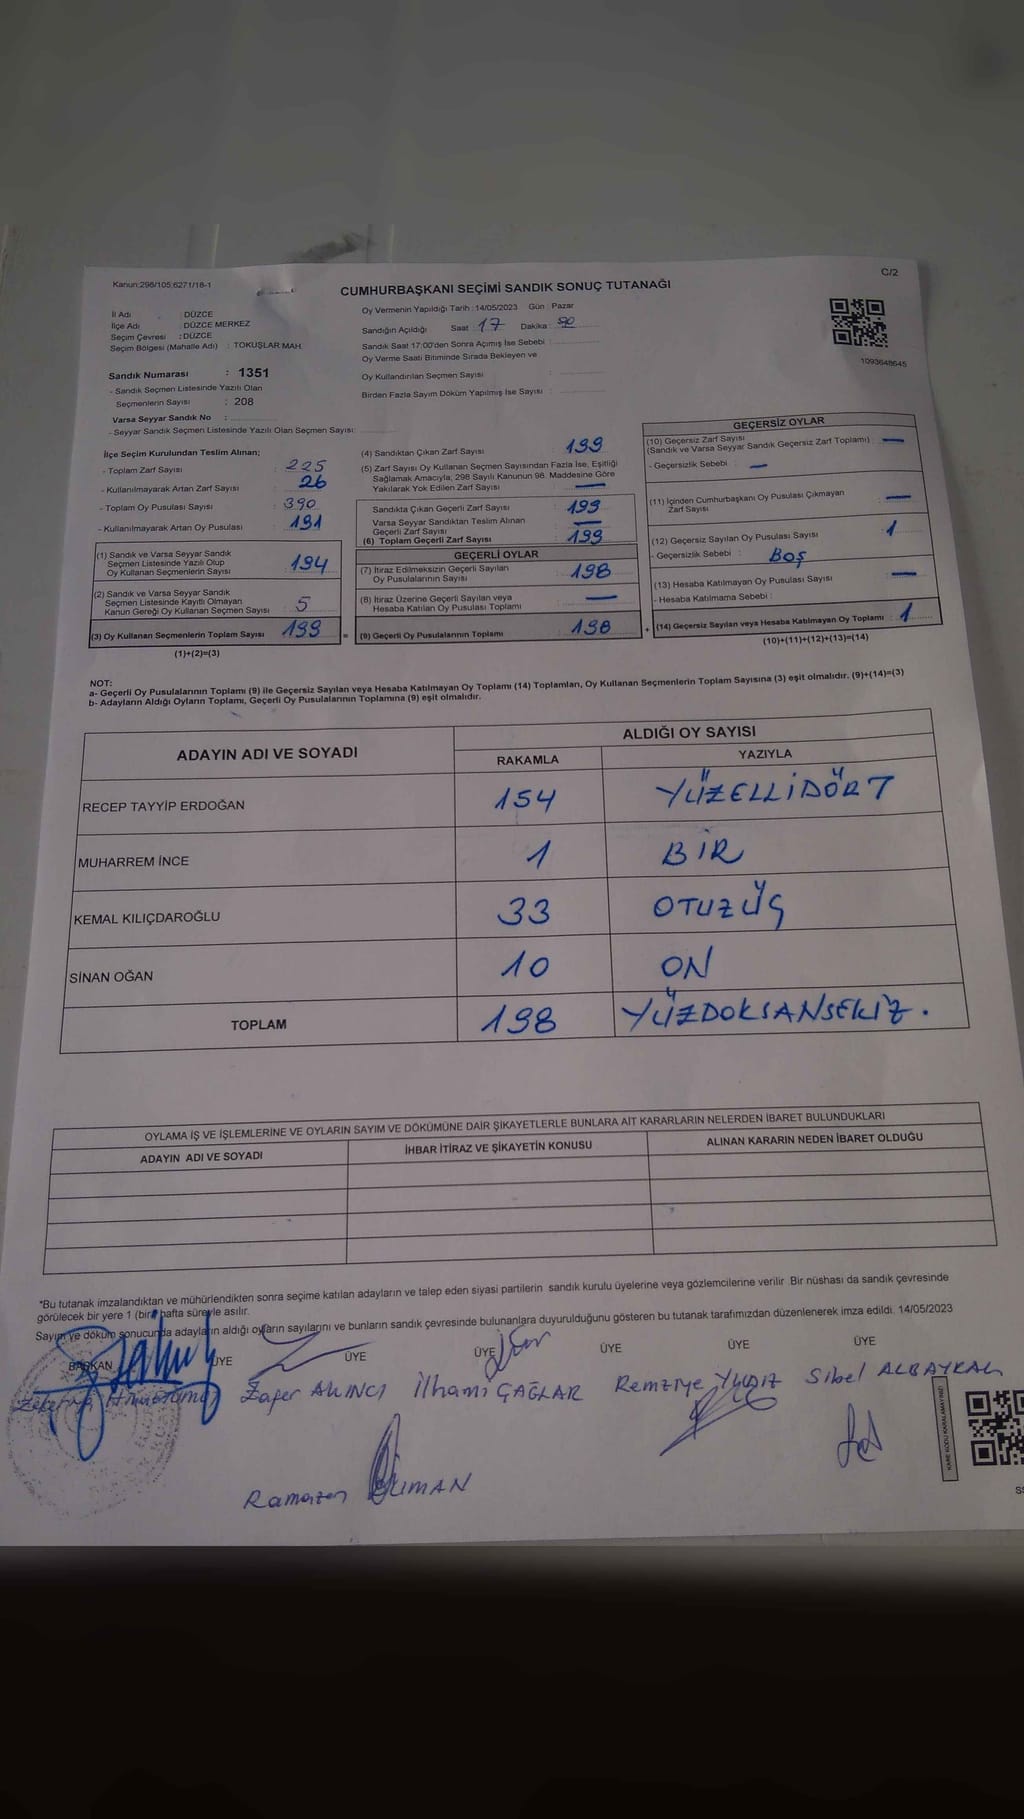 Kanun:298/105,6271/18-1
C/2
CUMHURBAŞKANI SEÇİMİ SANDIK SONUÇ TUTANAĞI
İl Adı : DÜZCE
İlçe Adı : DÜZCE MERKEZ
Seçim Çevresi : DÜZCE
Seçim Bölgesi (Mahalle Adı) : TOKUŞLAR MAH.
Sandık Numarası : 1351
- Sandık Seçmen Listesinde Yazılı Olan
Seçmenlerin Sayısı : 208
Varsa Seyyar Sandık No :
- Seyyar Sandık Seçmen Listesinde Yazılı Olan Seçmen Sayısı:
Oy Vermenin Yapıldığı Tarih : 14/05/2023 Gün : Pazar
Sandığın Açıldığı Saat : 17 Dakika :
Sandık Saat 17:00'den Sonra Açımış İse Sebebi :
Oy Verme Saati Bitiminde Sırada Bekleyen ve
Oy Kullandırılan Seçmen Sayısı :
Birden Fazla Sayım Döküm Yapılmış İse Sayısı :
1093648645
İlçe Seçim Kurulundan Teslim Alınan;
- Toplam Zarf Sayısı : 225
- Kullanılmayarak Artan Zarf Sayısı : 26
- Toplam Oy Pusulası Sayısı : 390
- Kullanılmayarak Artan Oy Pusulası : 191
(1) Sandık ve Varsa Seyyar Sandık
Seçmen Listesinde Yazılı Olup
Oy Kullanan Seçmenlerin Sayısı : 194
(2) Sandık ve Varsa Seyyar Sandık
Seçmen Listesinde Kayıtlı Olmayan
Kanun Gereği Oy Kullanan Seçmen Sayısı : 5
(3) Oy Kullanan Seçmenlerin Toplam Sayısı : 199 =
(1)+(2)=(3)
(4) Sandıktan Çıkan Zarf Sayısı : 199
(5) Zarf Sayısı Oy Kullanan Seçmen Sayısından Fazla İse, Eşitliği
Sağlamak Amacıyla, 298 Sayılı Kanunun 98. Maddesine Göre
Yakılarak Yok Edilen Zarf Sayısı : —
Sandıkta Çıkan Geçerli Zarf Sayısı : 199
Varsa Seyyar Sandıktan Teslim Alınan
Geçerli Zarf Sayısı : —
(6) Toplam Geçerli Zarf Sayısı : 199
GEÇERLİ OYLAR
(7) İtiraz Edilmeksizin Geçerli Sayılan
Oy Pusulalarının Sayısı : 198
(8) İtiraz Üzerine Geçerli Sayılan veya
Hesaba Katılan Oy Pusulası Toplamı : —
(9) Geçerli Oy Pusulalarının Toplamı : 198 +
GEÇERSİZ OYLAR
(10) Geçersiz Zarf Sayısı
(Sandık ve Varsa Seyyar Sandık Geçersiz Zarf Toplamı) : —
- Geçersizlik Sebebi : —
(11) İçinden Cumhurbaşkanı Oy Pusulası Çıkmayan
Zarf Sayısı : —
(12) Geçersiz Sayılan Oy Pusulası Sayısı : 1
- Geçersizlik Sebebi : BOŞ
(13) Hesaba Katılmayan Oy Pusulası Sayısı : —
- Hesaba Katılmama Sebebi :
(14) Geçersiz Sayılan veya Hesaba Katılmayan Oy Toplamı : 1
(10)+(11)+(12)+(13)=(14)
NOT:
a- Geçerli Oy Pusulalarının Toplamı (9) ile Geçersiz Sayılan veya Hesaba Katılmayan Oy Toplamı (14) Toplamları, Oy Kullanan Seçmenlerin Toplam Sayısına (3) eşit olmalıdır. (9)+(14)=(3)
b- Adayların Aldığı Oyların Toplamı, Geçerli Oy Pusulalarının Toplamına (9) eşit olmalıdır.
ADAYIN ADI VE SOYADI
ALDIĞI OY SAYISI
RAKAMLA YAZIYLA
RECEP TAYYİP ERDOĞAN 154 YÜZELLİDÖRT
MUHARREM İNCE 1 BİR
KEMAL KILIÇDAROĞLU 33 OTUZÜÇ
SİNAN OĞAN 10 ON
TOPLAM 198 YÜZDOKSANSEKİZ.
OYLAMA İŞ VE İŞLEMLERİNE VE OYLARIN SAYIM VE DÖKÜMÜNE DAİR ŞİKAYETLERLE BUNLARA AİT KARARLARIN NELERDEN İBARET BULUNDUKLARI
ADAYIN ADI VE SOYADI İHBAR İTİRAZ VE ŞİKAYETİN KONUSU ALINAN KARARIN NEDEN İBARET OLDUĞU
*Bu tutanak imzalandıktan ve mühürlendikten sonra seçime katılan adayların ve talep eden siyasi partilerin sandık kurulu üyelerine veya gözlemcilerine verilir. Bir nüshası da sandık çevresinde
görülecek bir yere 1 (bir) hafta süreyle asılır.
Sayım ve döküm sonucunda adayların aldığı oyların sayılarını ve bunların sandık çevresinde bulunanlara duyurulduğunu gösteren bu tutanak tarafımızdan düzenlenerek imza edildi. 14/05/2023
BAŞKAN ÜYE ÜYE ÜYE ÜYE ÜYE ÜYE
Zafer AKINCI İlhami ÇAĞLAR Remziye YILDIZ Sibel ALBAYRAK
Ramazan
KARE KODU KARALAMAYINIZ!